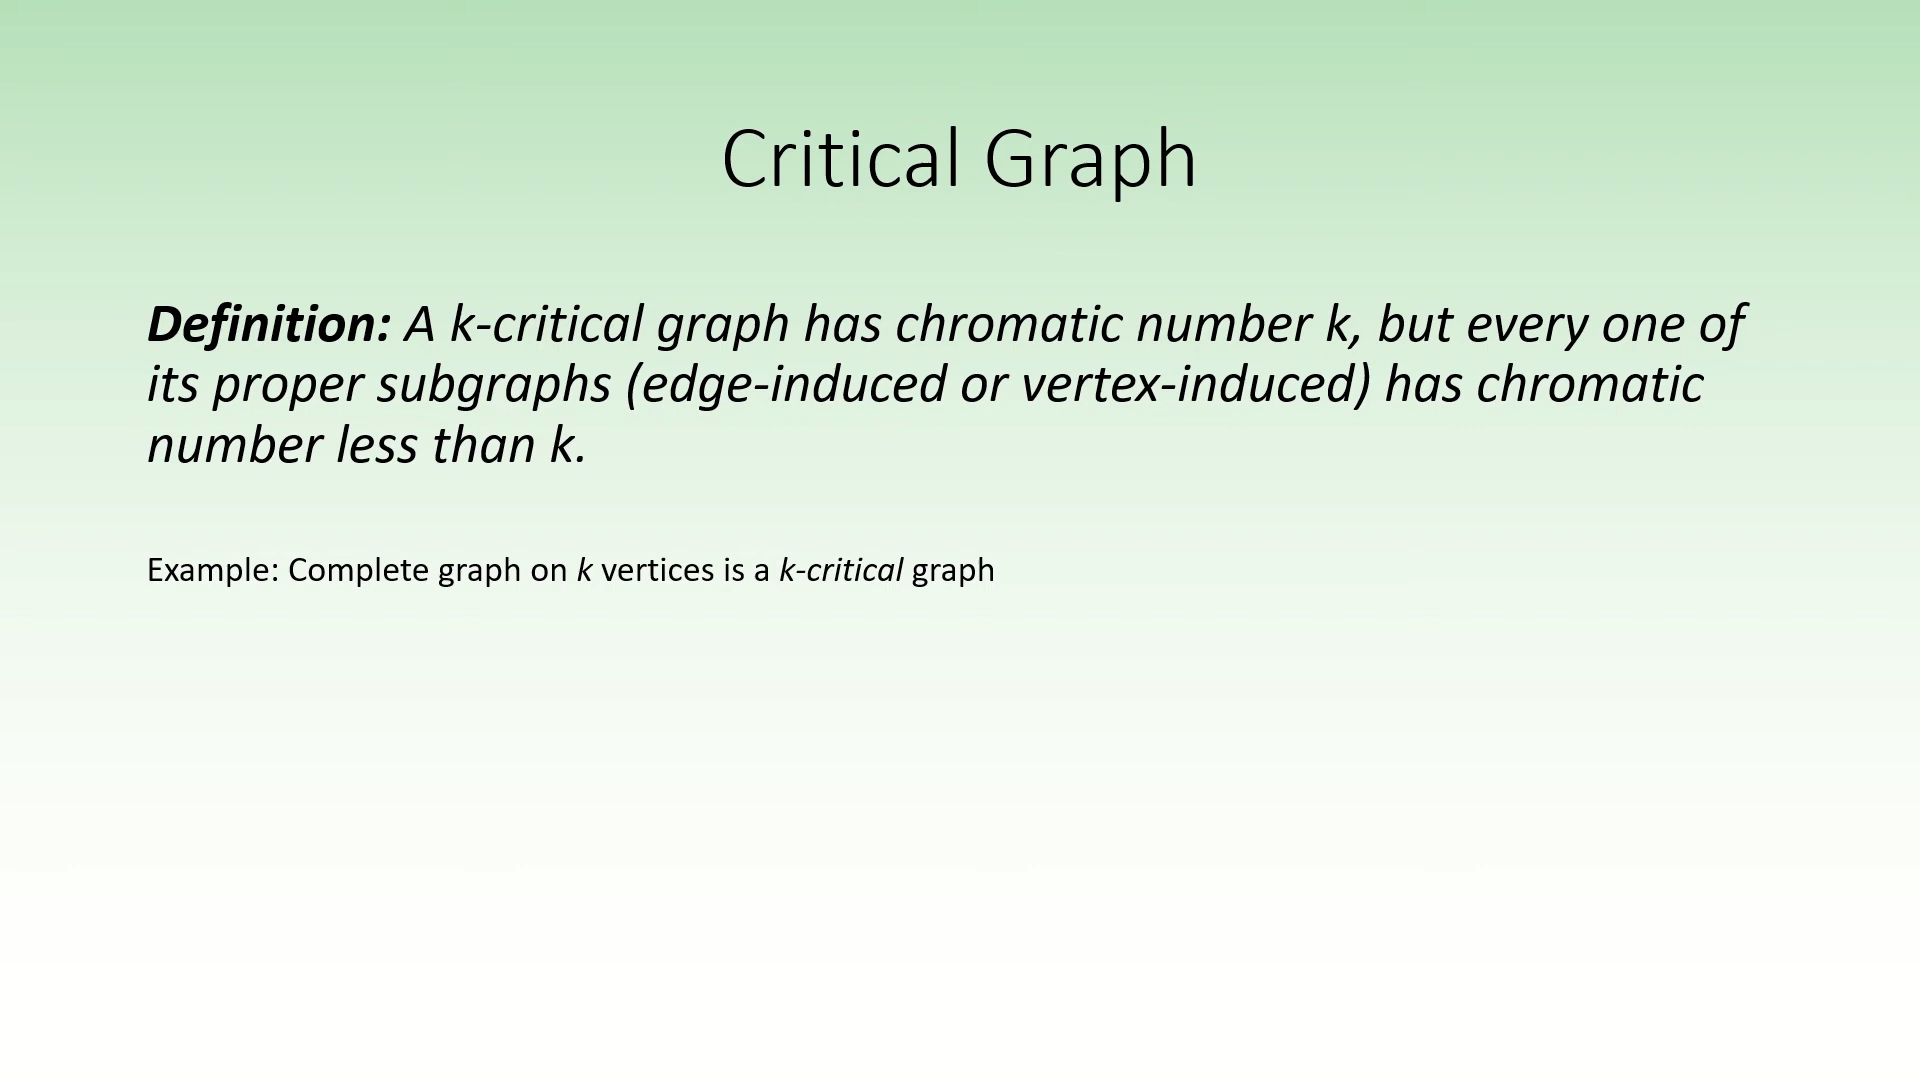 Critical Graph
Definition: A k-critical graph has chromatic number k, but every one of
its proper subgraphs (edge-induced or vertex-induced) has chromatic
number less than k.
Example: Complete graph on k vertices is a k-critical graph